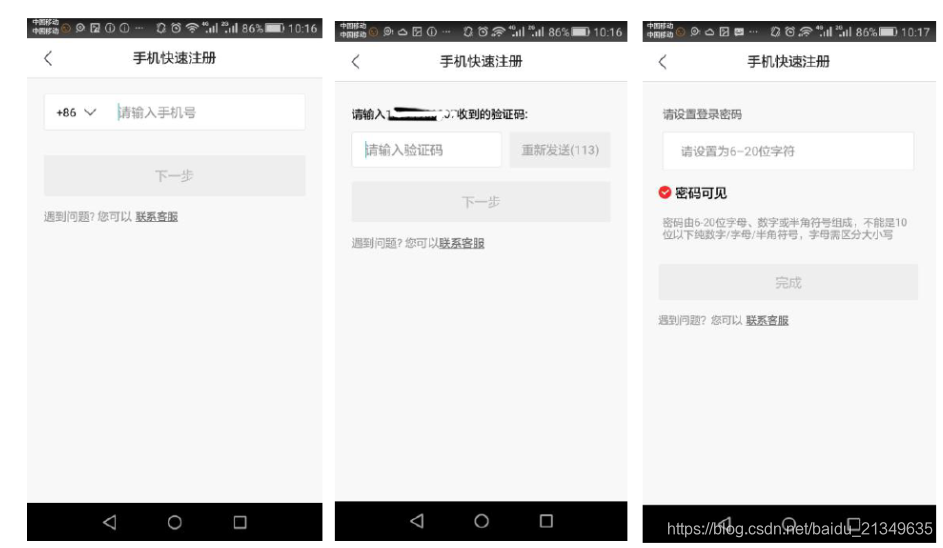 中国移动
中国移动
86% 10:16
手机快速注册
+86 请输入手机号
下一步
遇到问题? 您可以 联系客服
中国移动
中国移动
86% 10:16
手机快速注册
请输入 收到的验证码:
请输入验证码 重新发送(113)
下一步
遇到问题? 您可以联系客服
中国移动
中国移动
86% 10:17
手机快速注册
请设置登录密码
请设置为6-20位字符
密码可见
密码由6-20位字母、数字或半角符号组成,不能是10
位以下纯数字/字母/半角符号,字母需区分大小写
完成
遇到问题? 您可以 联系客服
https://blog.csdn.net/baidu_21349635